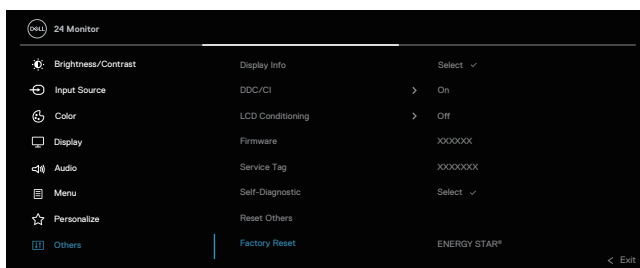 DELL 24 Monitor
Brightness/Contrast Display Info Select
Input Source DDC/CI > On
Color LCD Conditioning > Off
Display Firmware XXXXXX
Audio Service Tag XXXXXXX
Menu Self-Diagnostic Select
Personalize Reset Others
Others Factory Reset ENERGY STAR®
< Exit